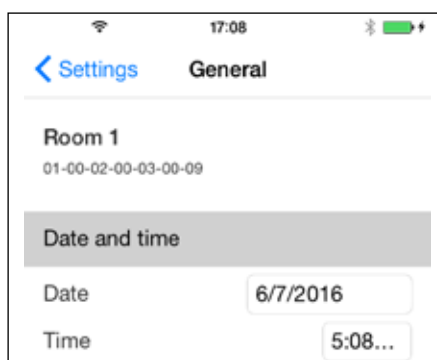 17:08
Settings General
Room 1
01-00-02-00-03-00-09
Date and time
Date 6/7/2016
Time 5:08...